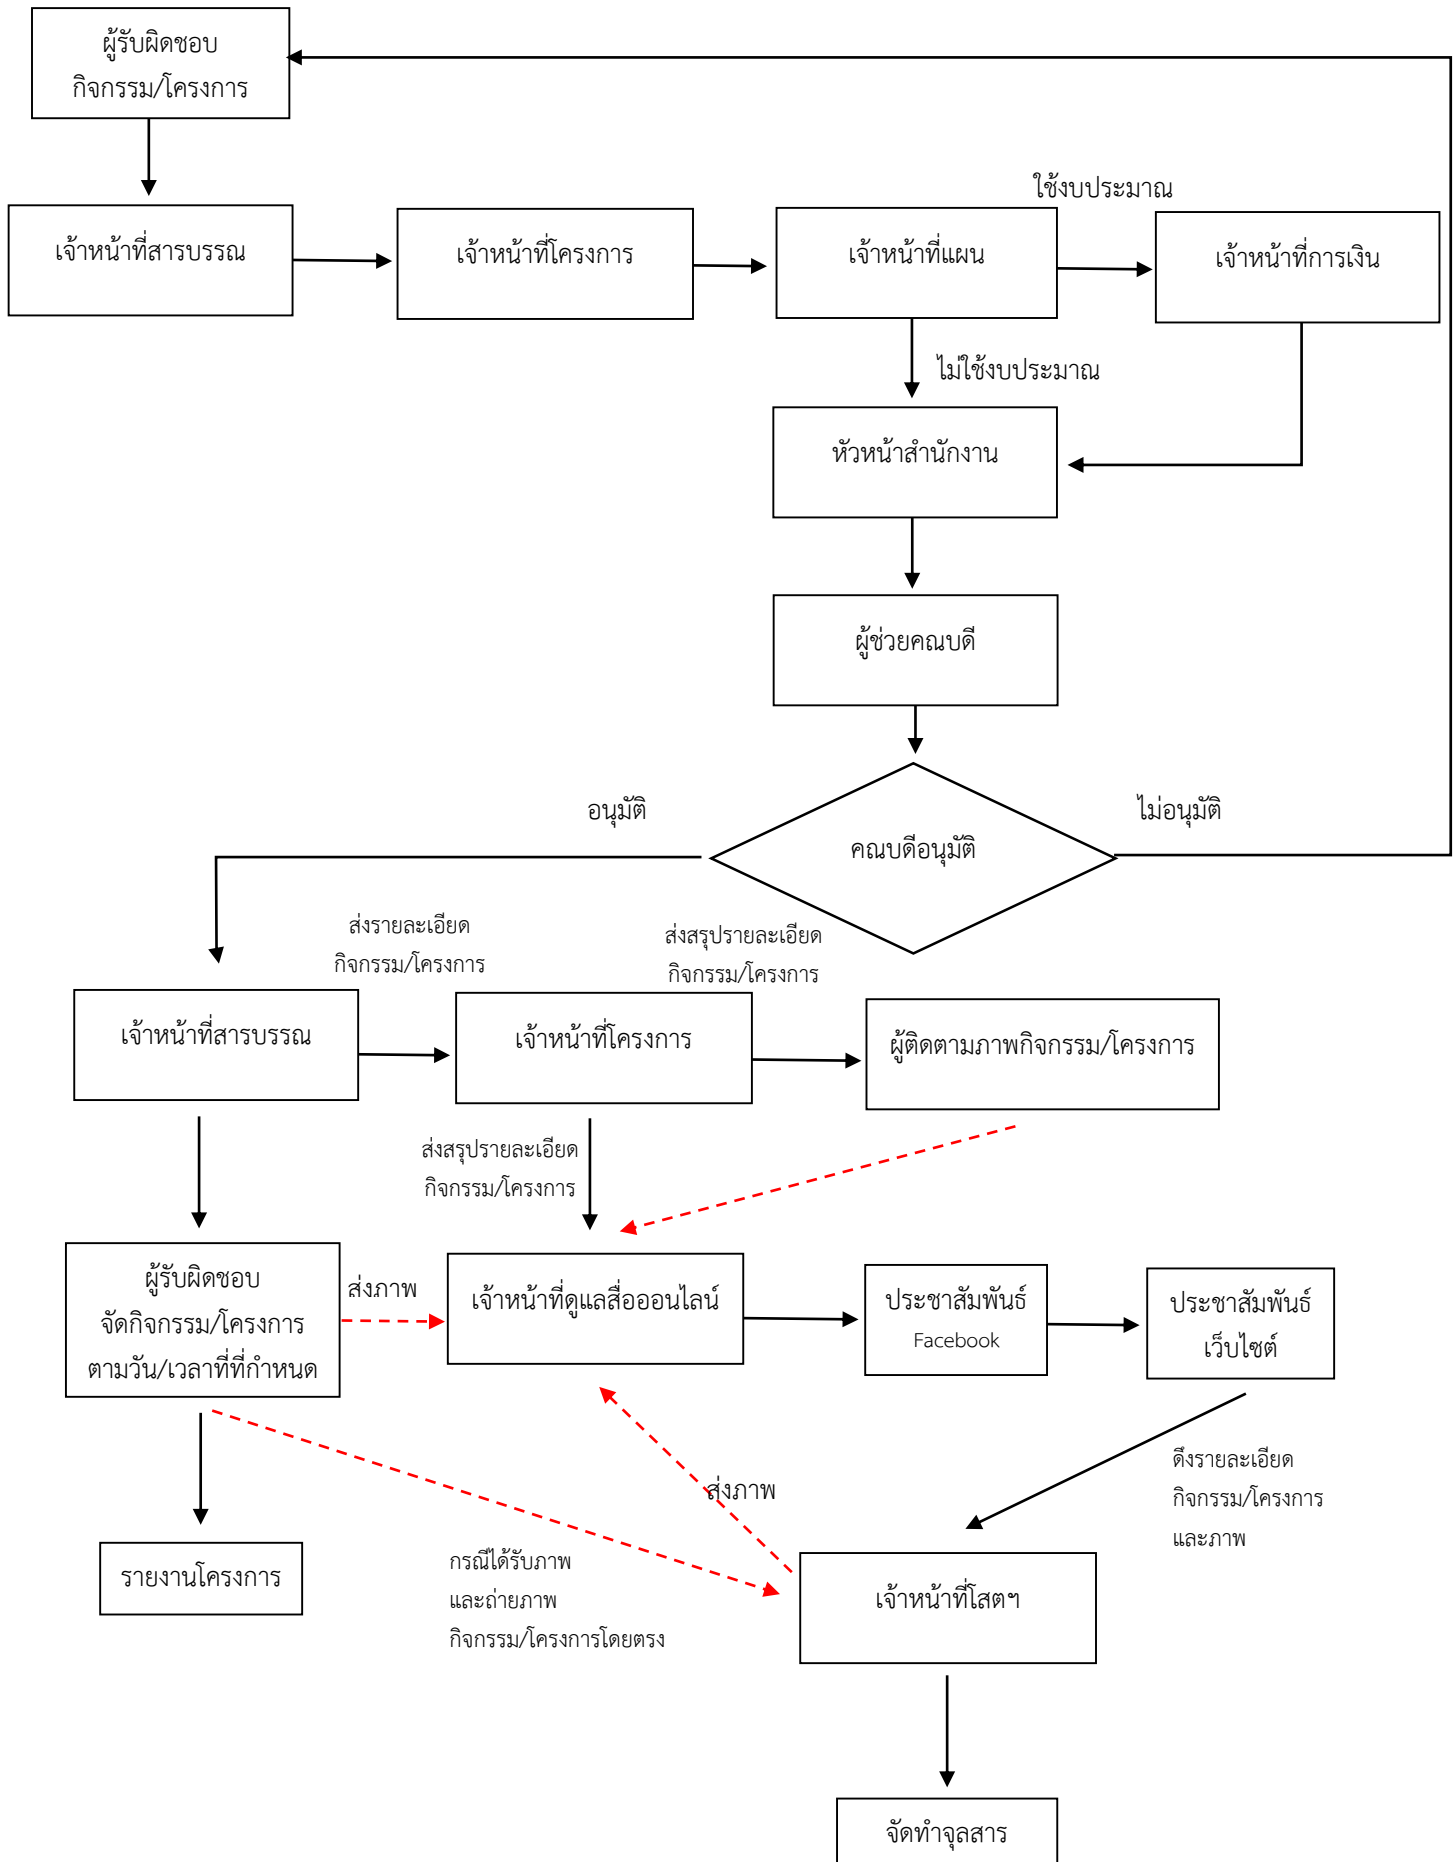 ผู้รับผิดชอบ
กิจกรรม/โครงการ
ใช้งบประมาณ
เจ้าหน้าที่สารบรรณ
เจ้าหน้าที่โครงการ
เจ้าหน้าที่แผน
เจ้าหน้าที่การเงิน
ไม่ใช้งบประมาณ
หัวหน้าสำนักงาน
ผู้ช่วยคณบดี
อนุมัติ
ไม่อนุมัติ
คณบดีอนุมัติ
ส่งรายละเอียด
กิจกรรม/โครงการ
ส่งสรุปรายละเอียด
กิจกรรม/โครงการ
เจ้าหน้าที่สารบรรณ
เจ้าหน้าที่โครงการ
ผู้ติดตามภาพกิจกรรม/โครงการ
ส่งสรุปรายละเอียด
กิจกรรม/โครงการ
ผู้รับผิดชอบ
จัดกิจกรรม/โครงการ
ตามวัน/เวลาที่ที่กำหนด
ส่งภาพ
เจ้าหน้าที่ดูแลสื่อออนไลน์
ประชาสัมพันธ์
Facebook
ประชาสัมพันธ์
เว็บไซต์
ดึงรายละเอียด
กิจกรรม/โครงการ
และภาพ
ส่งภาพ
กรณีได้รับภาพ
และถ่ายภาพ
กิจกรรม/โครงการโดยตรง
รายงานโครงการ
เจ้าหน้าที่โสตฯ
จัดทำจุลสาร